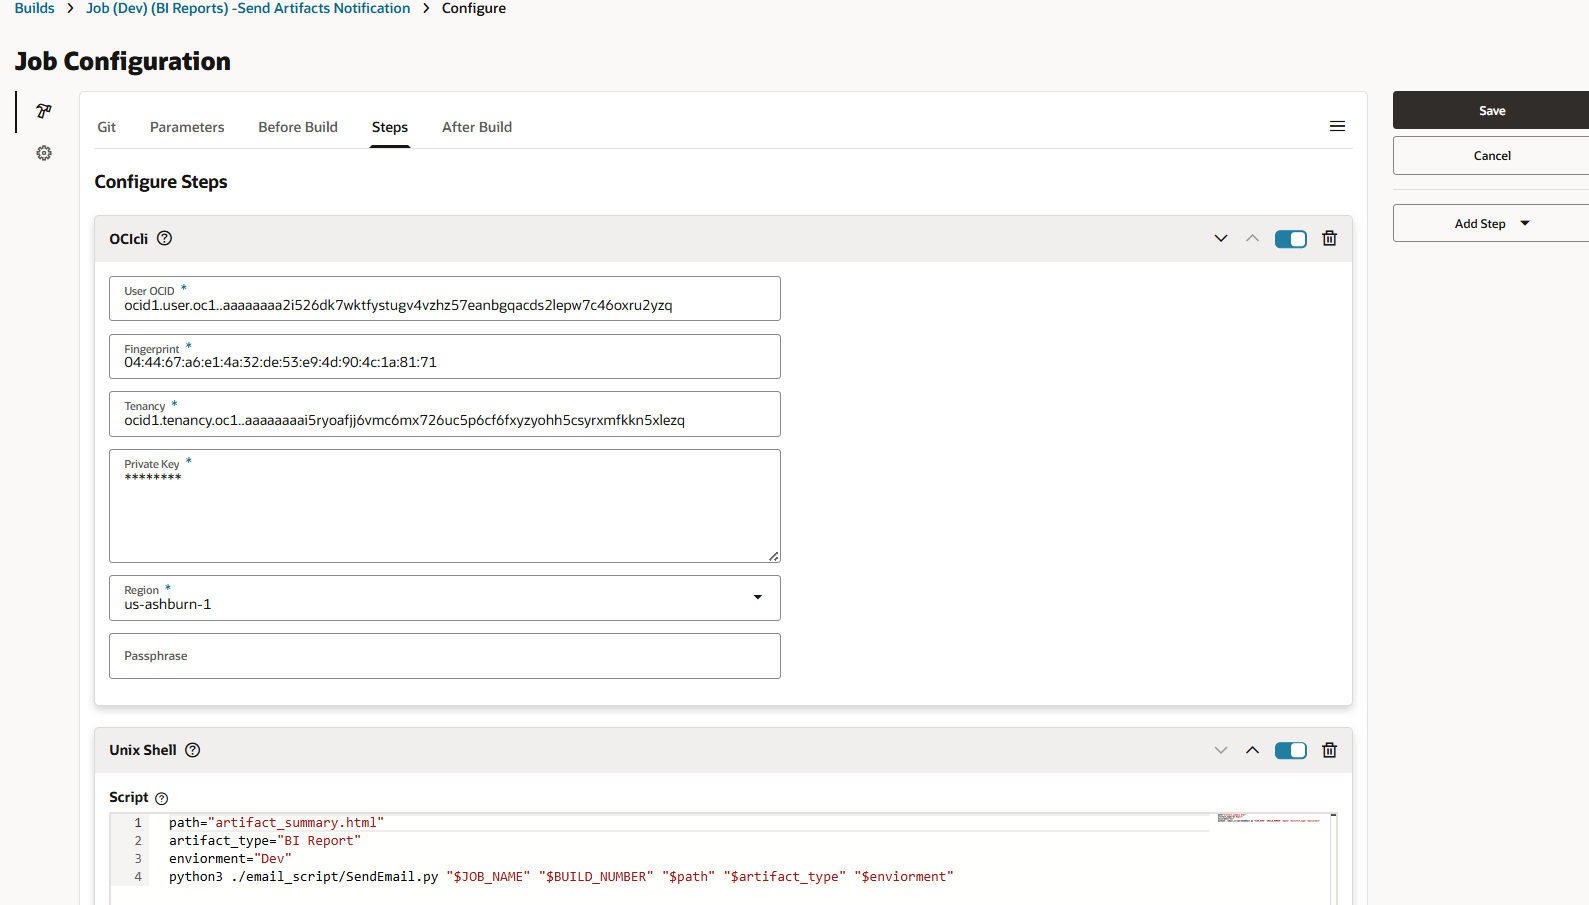 Builds > Job (Dev) (BI Reports) -Send Artifacts Notification > Configure
Job Configuration
Git Parameters Before Build Steps After Build
Save
Cancel
Add Step
Configure Steps
OCIcli
User OCID *
ocid1.user.oc1..aaaaaaaa2i526dk7wktfystugv4vzhz57eanbgqacds2lepw7c46oxru2yzq
Fingerprint *
04:44:67:a6:e1:4a:32:de:53:e9:4d:90:4c:1a:81:71
Tenancy *
ocid1.tenancy.oc1..aaaaaaaai5ryoafjj6vmc6mx726uc5p6cf6fxyzyohh5csyrxmfkkn5xlezq
Private Key *
********
Region *
us-ashburn-1
Passphrase
Unix Shell
Script
1 path="artifact_summary.html"
2 artifact_type="BI Report"
3 enviorment="Dev"
4 python3 ./email_script/SendEmail.py "$JOB_NAME" "$BUILD_NUMBER" "$path" "$artifact_type" "$enviorment"